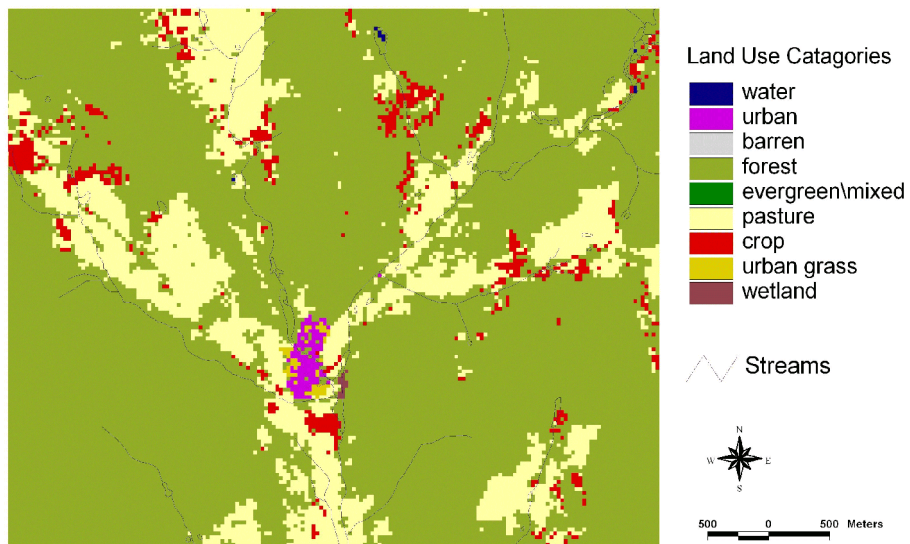 Land Use Catagories
water
urban
barren
forest
evergreen\mixed
pasture
crop
urban grass
wetland
Streams
N
W E
S
500 0 500 Meters